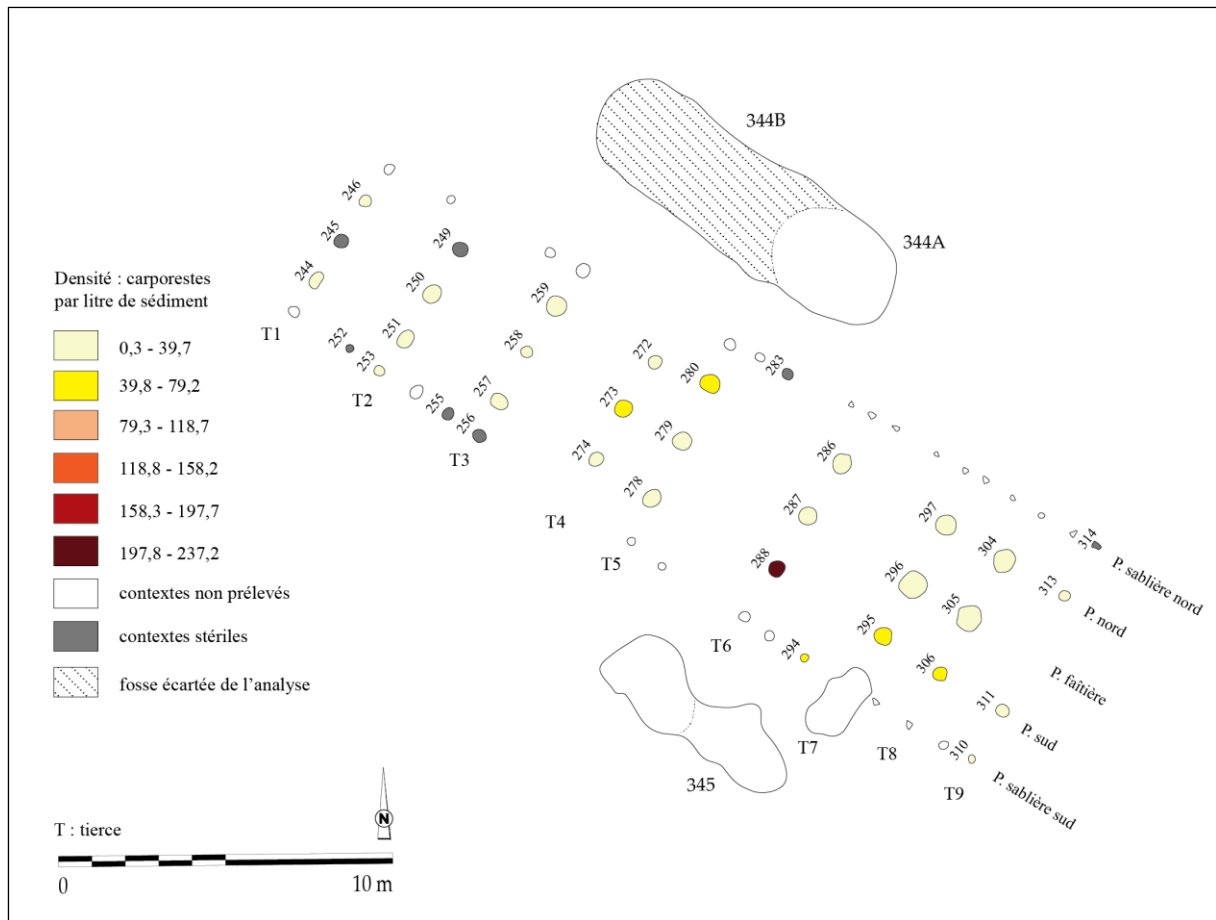 344B
344A
246
245
244
T1
249
250
251
252
253
T2
259
258
257
255
256
T3
272
273
274
T4
280
279
278
T5
283
286
287
288
T6
297
296
295
294
T7
304
305
306
T8
314
313
311
310
T9
P. sablière nord
P. nord
P. faîtière
P. sud
P. sablière sud
345
Densité : carporestes
par litre de sédiment
0,3 - 39,7
39,8 - 79,2
79,3 - 118,7
118,8 - 158,2
158,3 - 197,7
197,8 - 237,2
contextes non prélevés
contextes stériles
fosse écartée de l’analyse
N
T : tierce
0
10 m